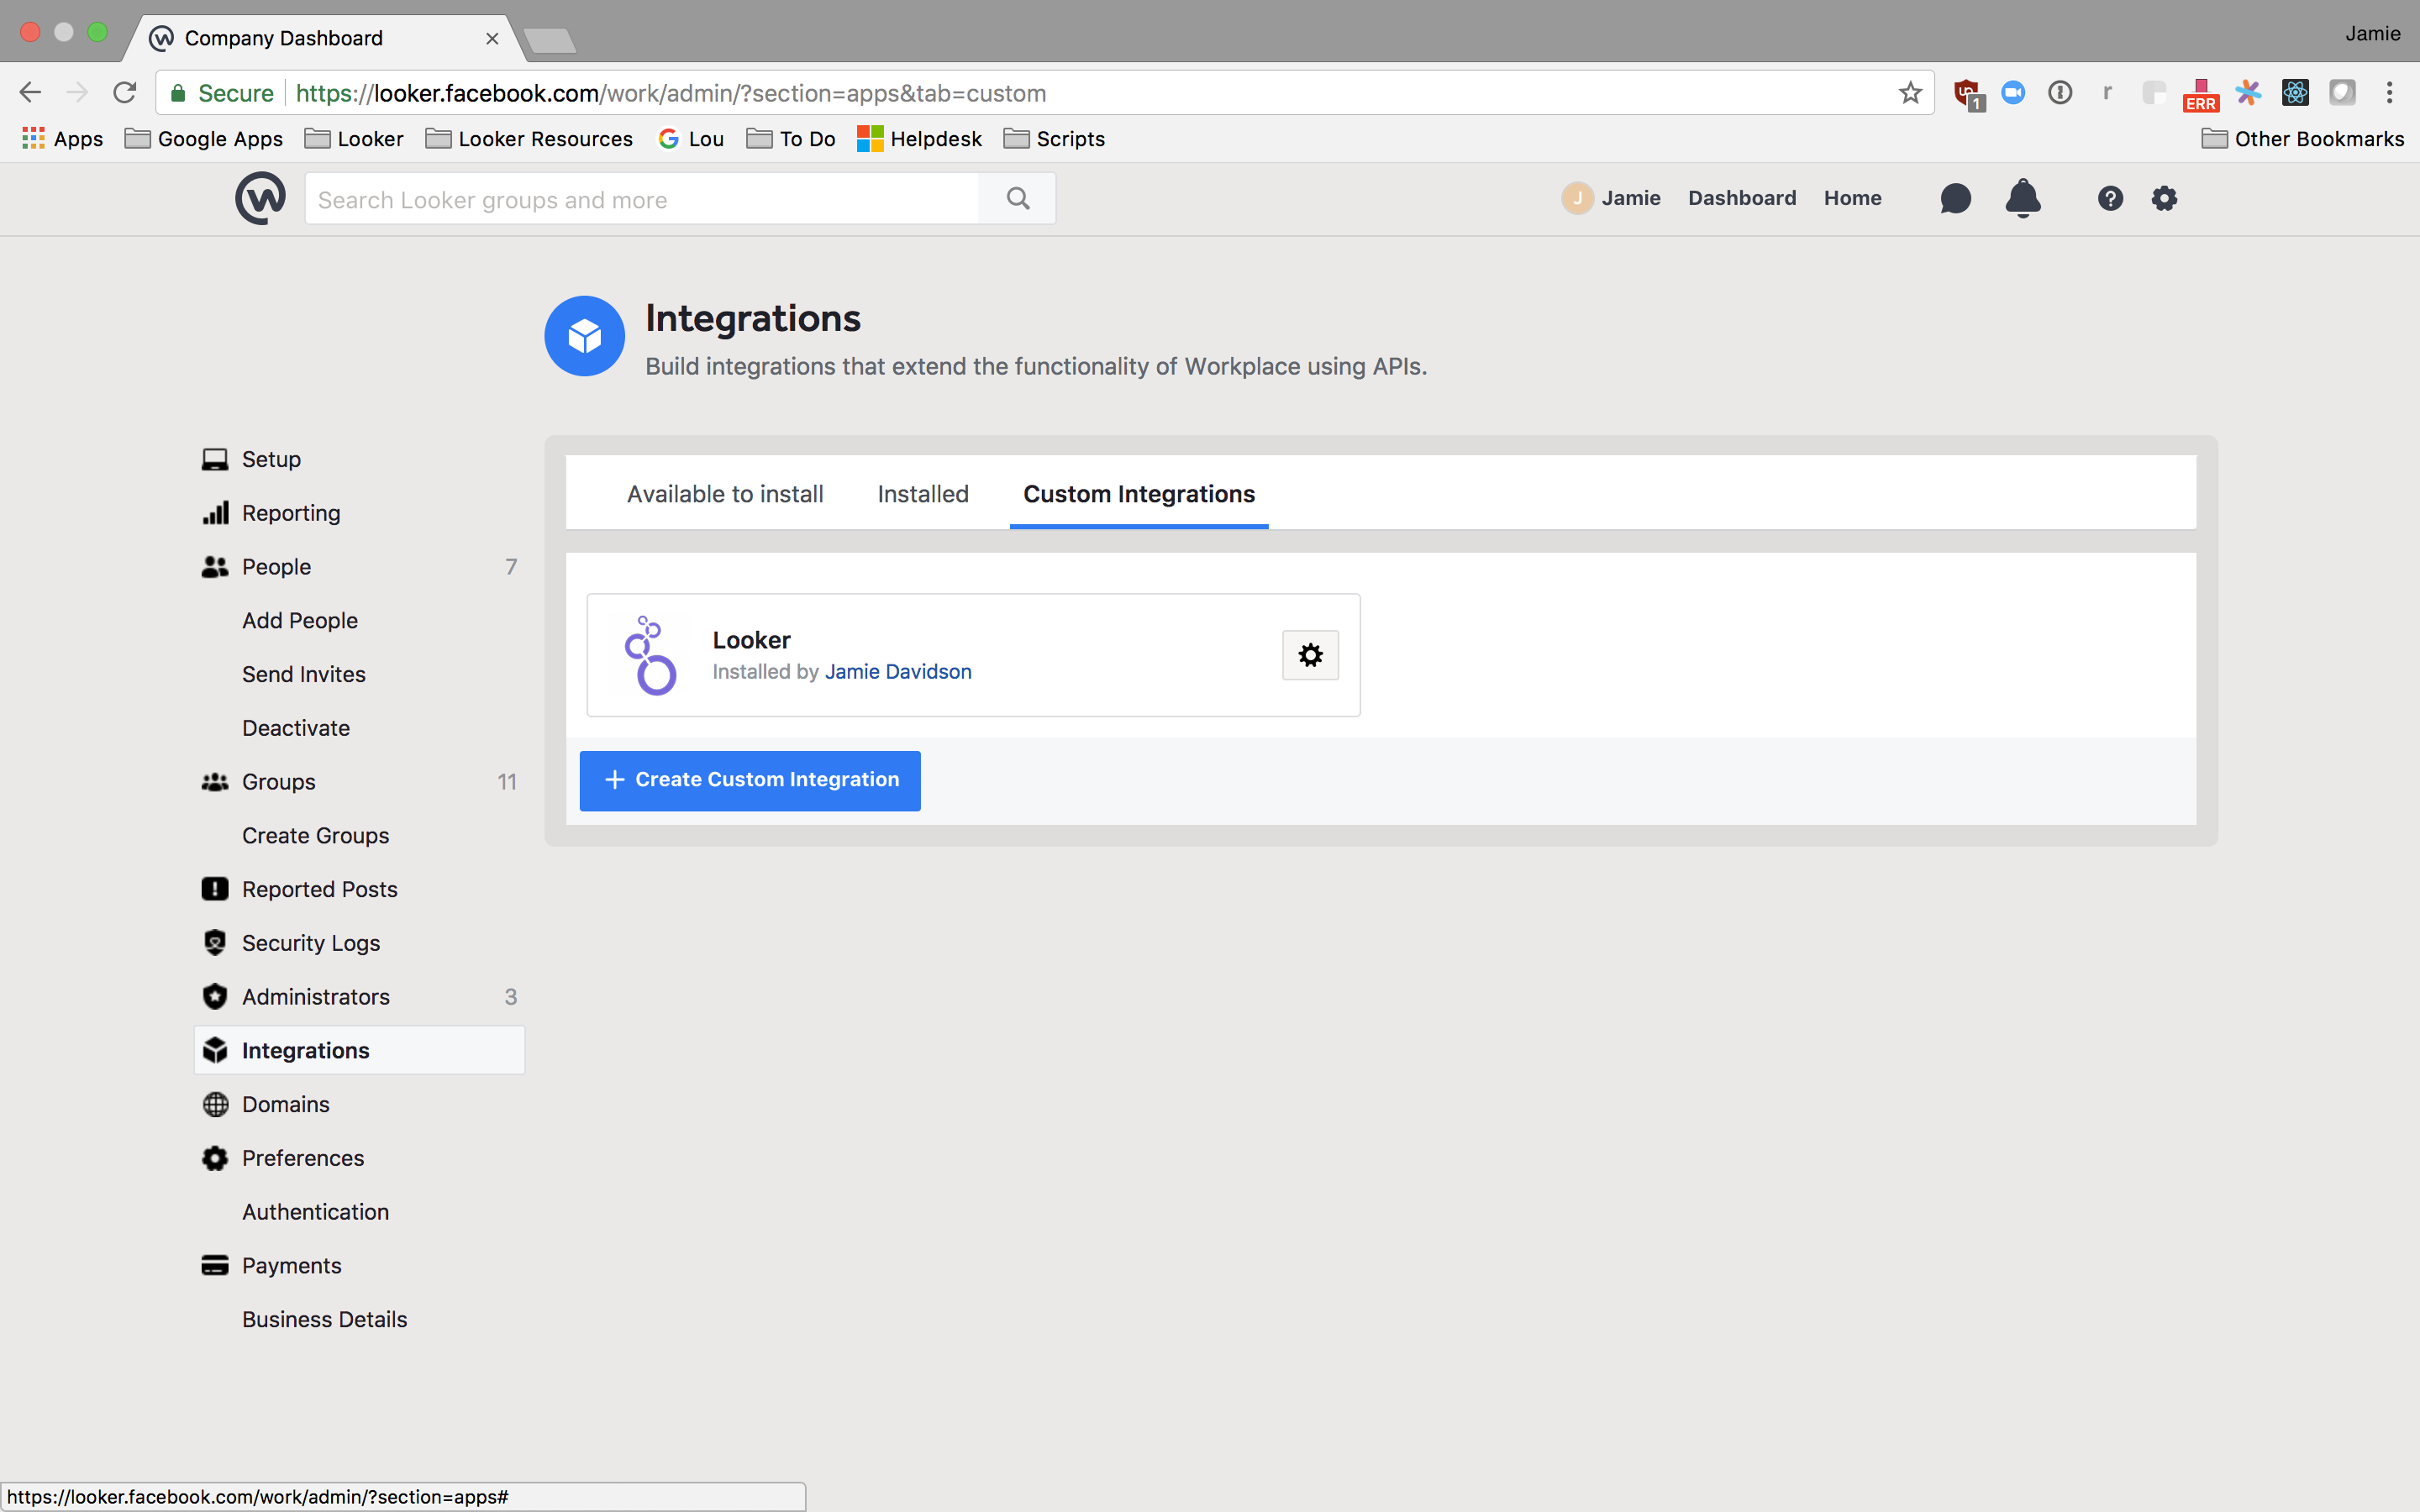 Company Dashboard
Jamie
Secure https://looker.facebook.com/work/admin/?section=apps&tab=custom
1
r
ERR
Apps Google Apps Looker Looker Resources Lou To Do Helpdesk Scripts Other Bookmarks
Search Looker groups and more
J Jamie Dashboard Home
Integrations
Build integrations that extend the functionality of Workplace using APIs.
Setup
Reporting
People 7
Add People
Send Invites
Deactivate
Groups 11
Create Groups
Reported Posts
Security Logs
Administrators 3
Integrations
Domains
Preferences
Authentication
Payments
Business Details
Available to install Installed Custom Integrations
Looker
Installed by Jamie Davidson
+ Create Custom Integration
https://looker.facebook.com/work/admin/?section=apps#